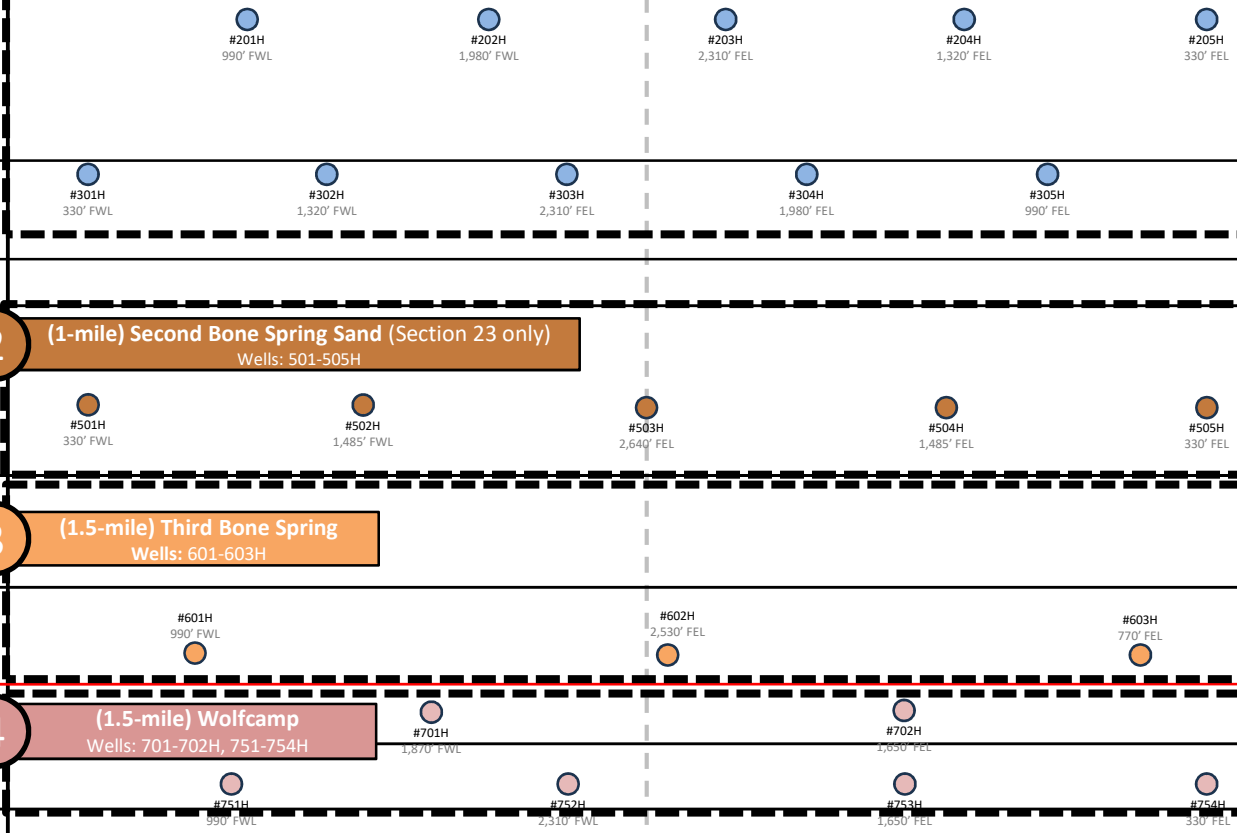 #201H
990’ FWL
#202H
1,980’ FWL
#203H
2,310’ FEL
#204H
1,320’ FEL
#205H
330’ FEL
#301H
330’ FWL
#302H
1,320’ FWL
#303H
2,310’ FEL
#304H
1,980’ FEL
#305H
990’ FEL
2
(1-mile) Second Bone Spring Sand (Section 23 only)
Wells: 501-505H
#501H
330’ FWL
#502H
1,485’ FWL
#503H
2,640’ FEL
#504H
1,485’ FEL
#505H
330’ FEL
3
(1.5-mile) Third Bone Spring
Wells: 601-603H
#601H
990’ FWL
#602H
2,530’ FEL
#603H
770’ FEL
(1.5-mile) Wolfcamp
Wells: 701-702H, 751-754H
#701H
1,870’ FWL
#702H
1,650’ FEL
#751H
990’ FWL
#752H
2,310’ FWL
#753H
1,650’ FEL
#754H
330’ FEL